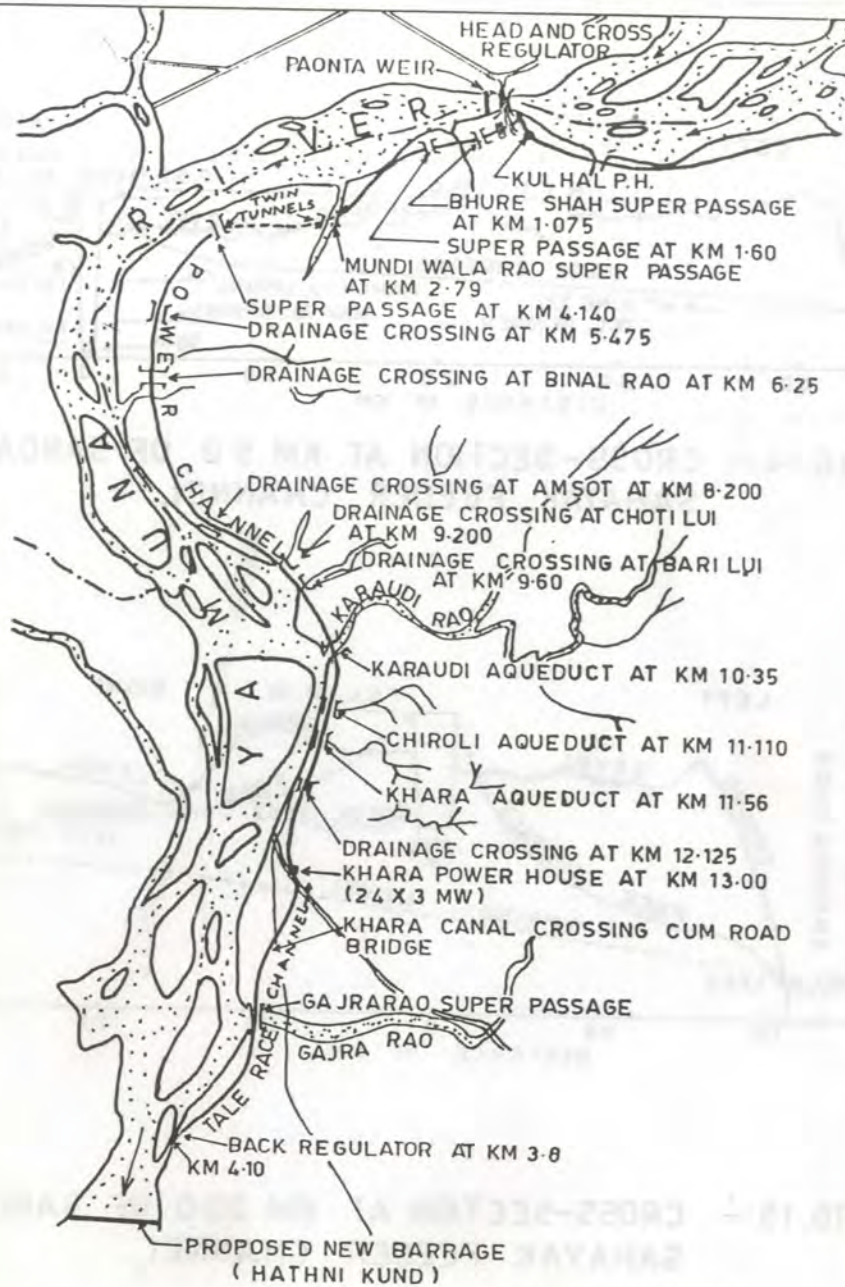 HEAD AND CROSS
REGULATOR
PAONTA WEIR
RIVER
KULHAL P.H.
BHURE SHAH SUPER PASSAGE
AT KM 1·075
SUPER PASSAGE AT KM 1·60
TWIN
TUNNELS
MUNDI WALA RAO SUPER PASSAGE
AT KM 2·79
SUPER PASSAGE AT KM 4·140
DRAINAGE CROSSING AT KM 5·475
POWER CHANNEL
DRAINAGE CROSSING AT BINAL RAO AT KM 6·25
YAMUNA
DRAINAGE CROSSING AT AMSOT AT KM 8·200
DRAINAGE CROSSING AT CHOTI LUI
AT KM 9·200
DRAINAGE CROSSING AT BARI LUI
AT KM 9·60
KARAUDI RAO
KARAUDI AQUEDUCT AT KM 10·35
CHIROLI AQUEDUCT AT KM 11·110
KHARA AQUEDUCT AT KM 11·56
DRAINAGE CROSSING AT KM 12·125
KHARA POWER HOUSE AT KM 13·00
(24 X 3 MW)
KHARA CANAL CROSSING CUM ROAD
BRIDGE
GAJRARAO SUPER PASSAGE
GAJRA RAO
TALE RACE CHANNEL
BACK REGULATOR AT KM 3·8
KM 4·10
PROPOSED NEW BARRAGE
(HATHNI KUND)